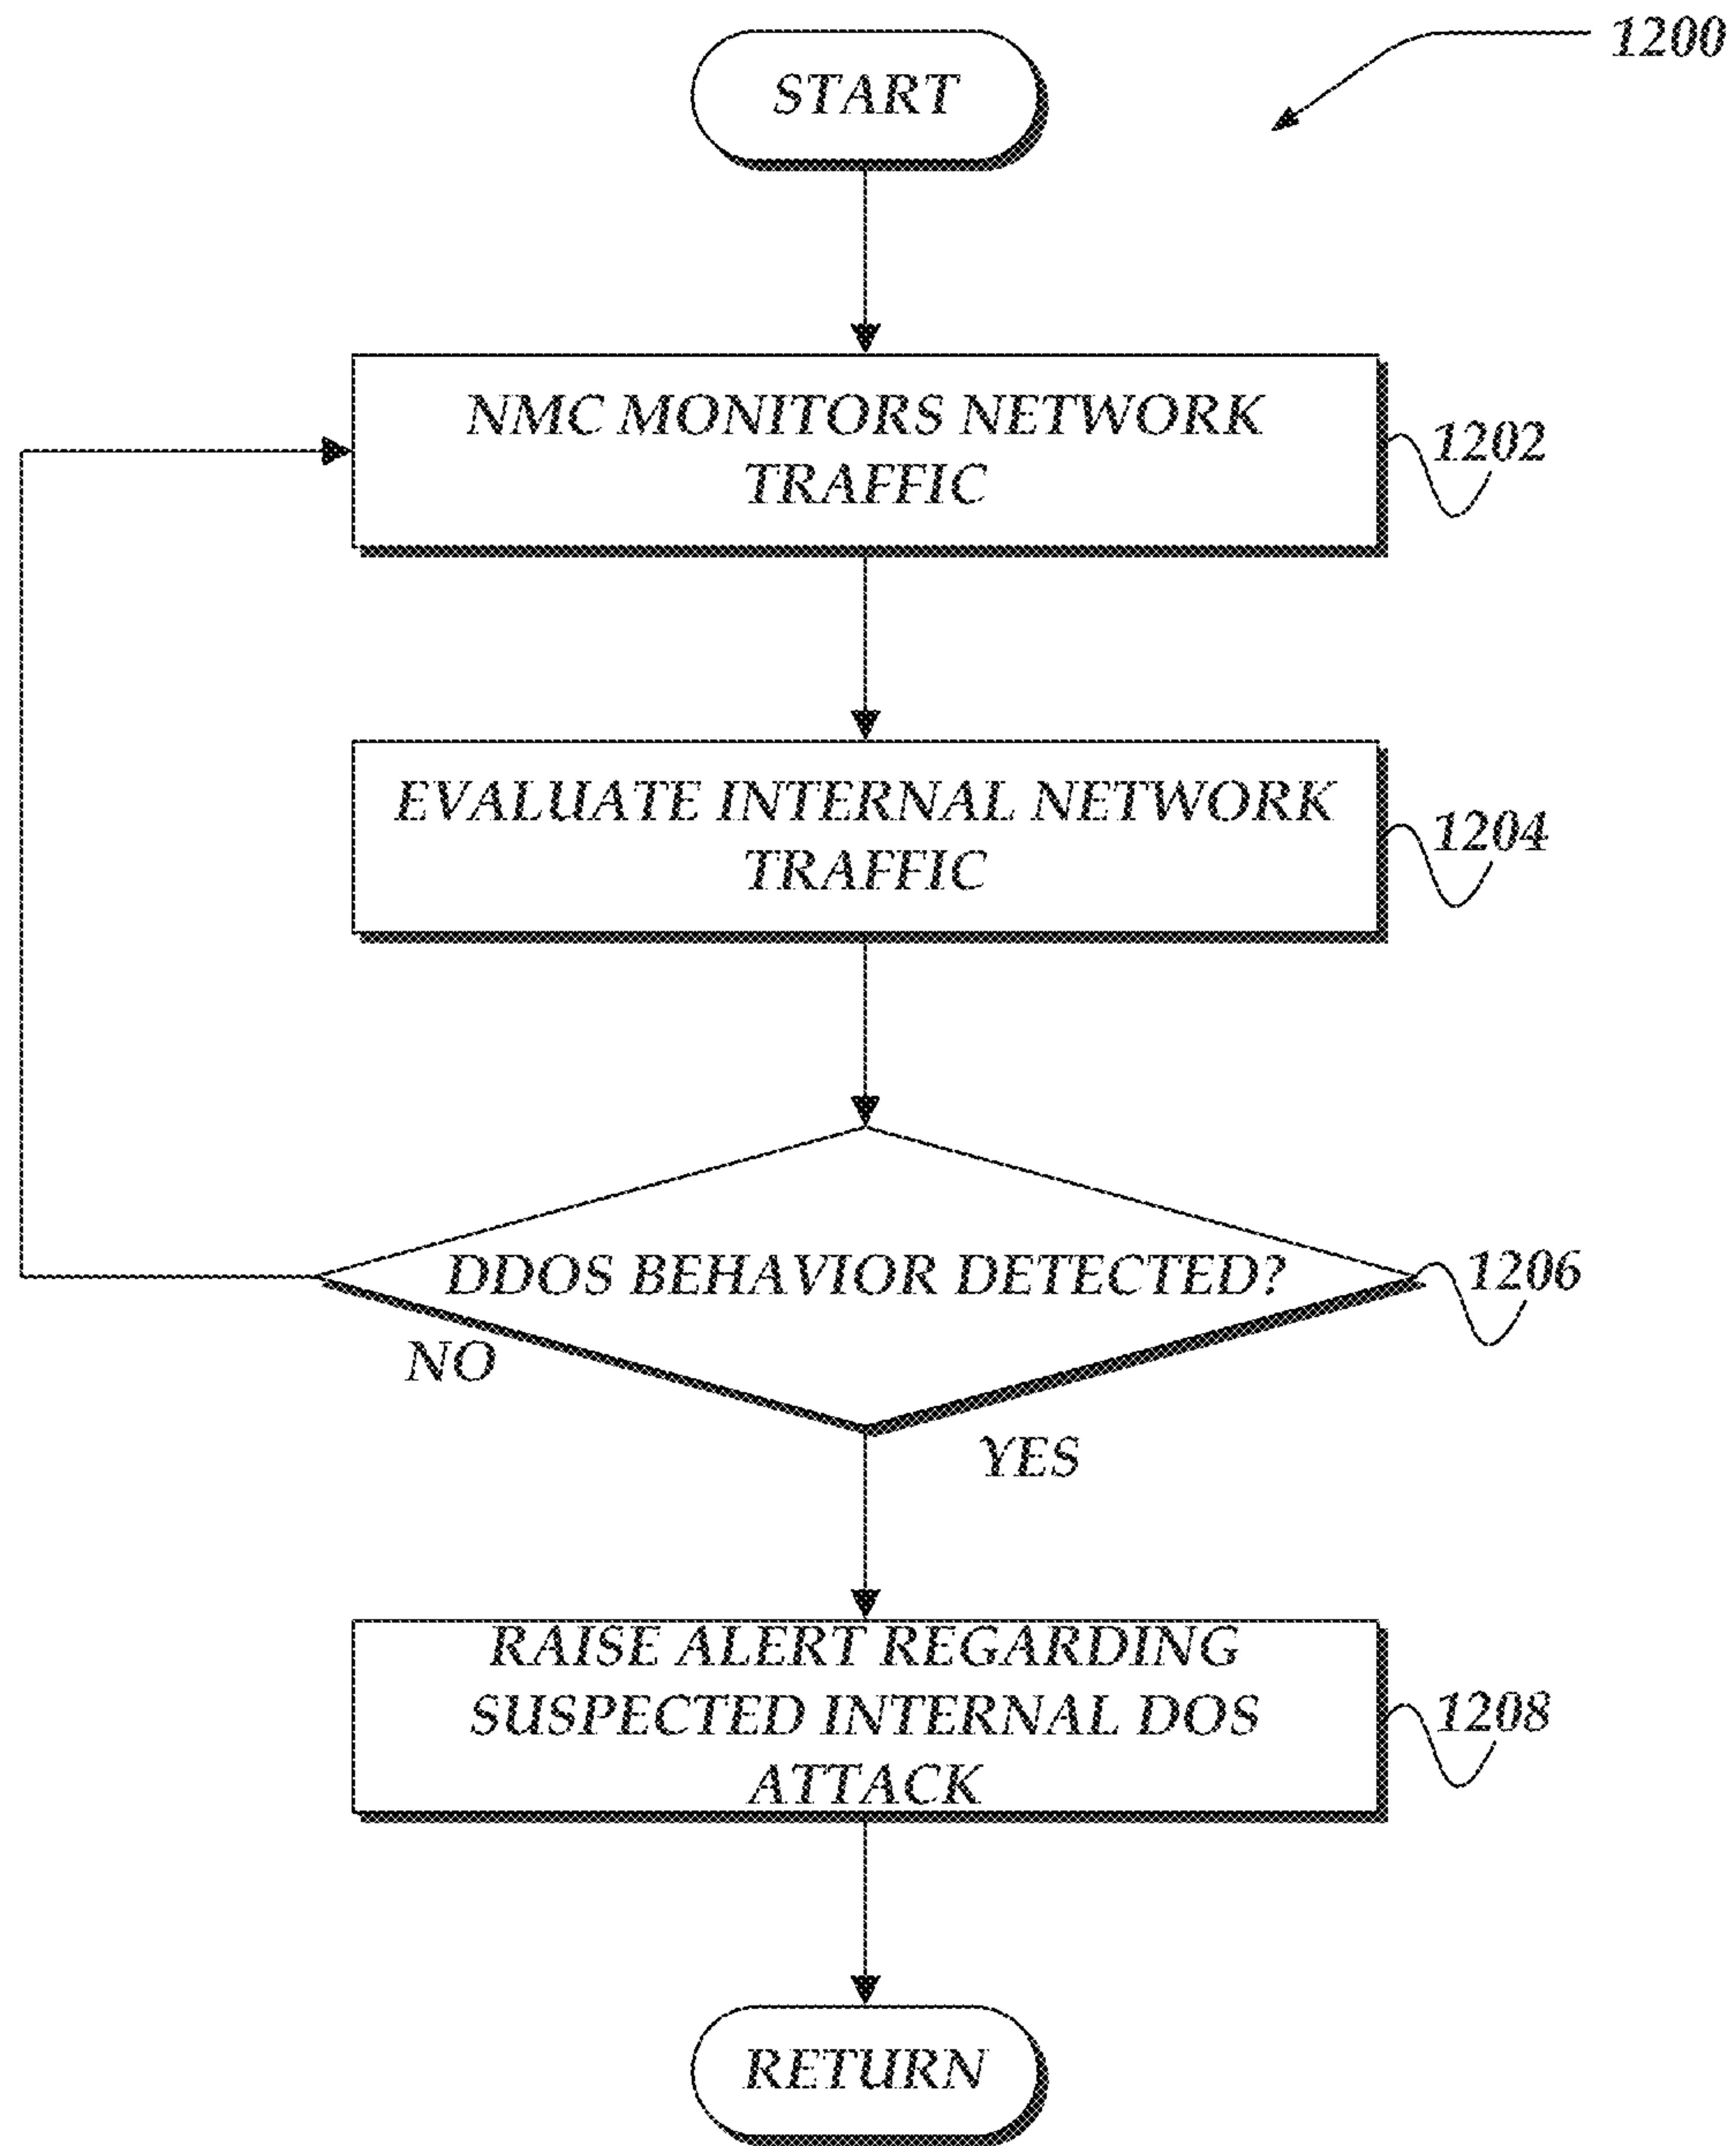 1200
START
NMC MONITORS NETWORK
TRAFFIC
1202
EVALUATE INTERNAL NETWORK
TRAFFIC
1204
DDOS BEHAVIOR DETECTED?
1206
NO
YES
RAISE ALERT REGARDING
SUSPECTED INTERNAL DOS
ATTACK
1208
RETURN